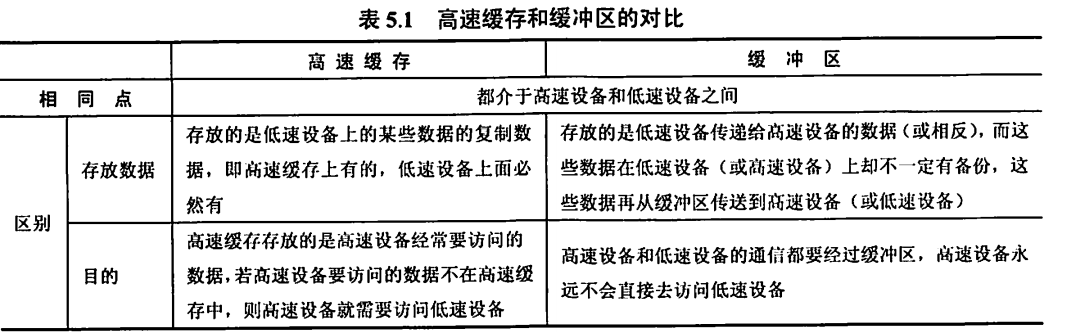 表 5.1 高速缓存和缓冲区的对比
高速缓存
缓冲区
相同点
都介于高速设备和低速设备之间
区别
存放数据
存放的是低速设备上的某些数据的复制数
据，即高速缓存上有的，低速设备上面必
然有
存放的是低速设备传递给高速设备的数据（或相反），而这
些数据在低速设备（或高速设备）上却不一定有备份，这
些数据再从缓冲区传送到高速设备（或低速设备）
目的
高速缓存存放的是高速设备经常要访问的
数据，若高速设备要访问的数据不在高速缓
存中，则高速设备就需要访问低速设备
高速设备和低速设备的通信都要经过缓冲区，高速设备永
远不会直接去访问低速设备